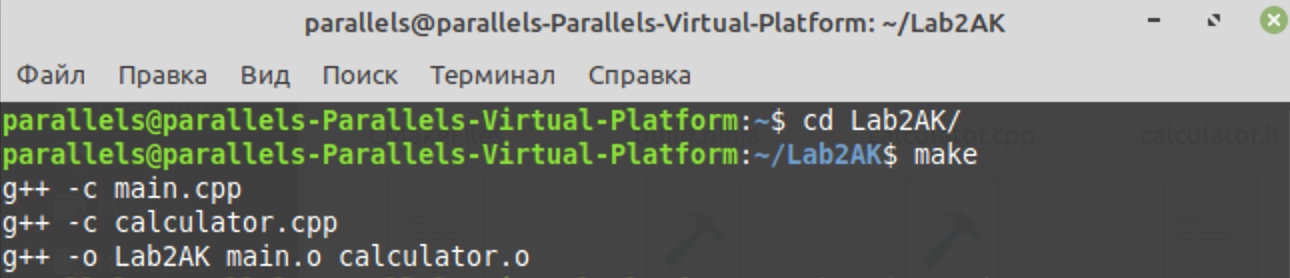 parallels@parallels-Parallels-Virtual-Platform: ~/Lab2AK
Файл Правка Вид Поиск Терминал Справка
parallels@parallels-Parallels-Virtual-Platform:~$ cd Lab2AK/
calculator.h
parallels@parallels-Parallels-Virtual-Platform:~/Lab2AK$ make
g++ -c main.cpp
g++ -c calculator.cpp
g++ -o Lab2AK main.o calculator.o